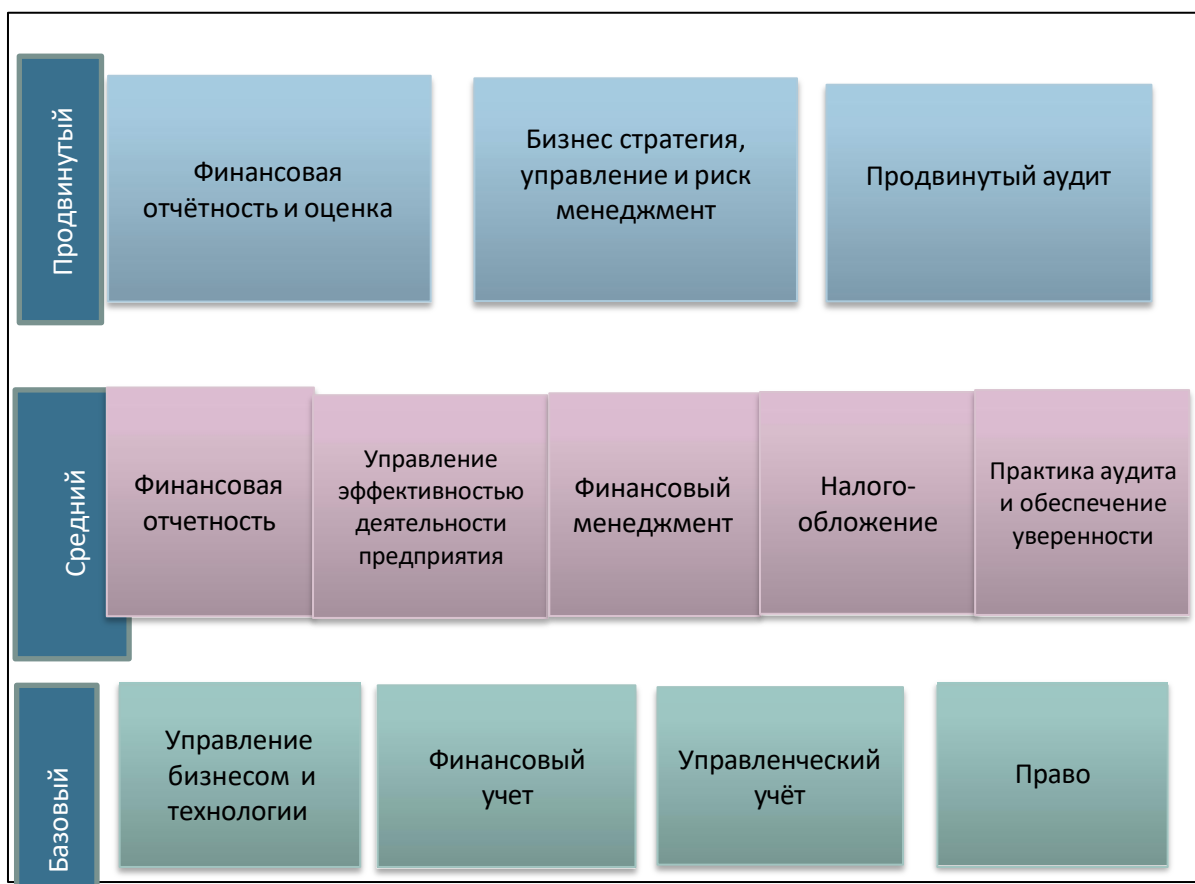 Продвинутый
Финансовая
отчётность и оценка
Бизнес стратегия,
управление и риск
менеджмент
Продвинутый аудит
Средний
Финансовая
отчетность
Управление
эффективностью
деятельности
предприятия
Финансовый
менеджмент
Налого-
обложение
Практика аудита
и обеспечение
уверенности
Базовый
Управление
бизнесом и
технологии
Финансовый
учет
Управленческий
учёт
Право